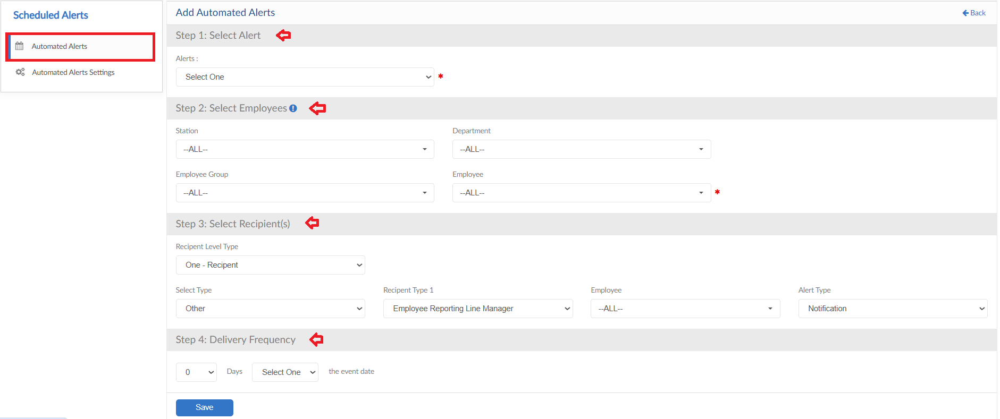 Scheduled Alerts
Automated Alerts
Automated Alerts Settings
Add Automated Alerts
Back
Step 1: Select Alert
Alerts :
Select One
*
Step 2: Select Employees
Station
Department
--ALL--
--ALL--
Employee Group
Employee
--ALL--
--ALL--
*
Step 3: Select Recipient(s)
Recipent Level Type
One - Recipent
Select Type
Recipent Type 1
Employee
Alert Type
Other
Employee Reporting Line Manager
--ALL--
Notification
Step 4: Delivery Frequency
0 Days Select One the event date
Save